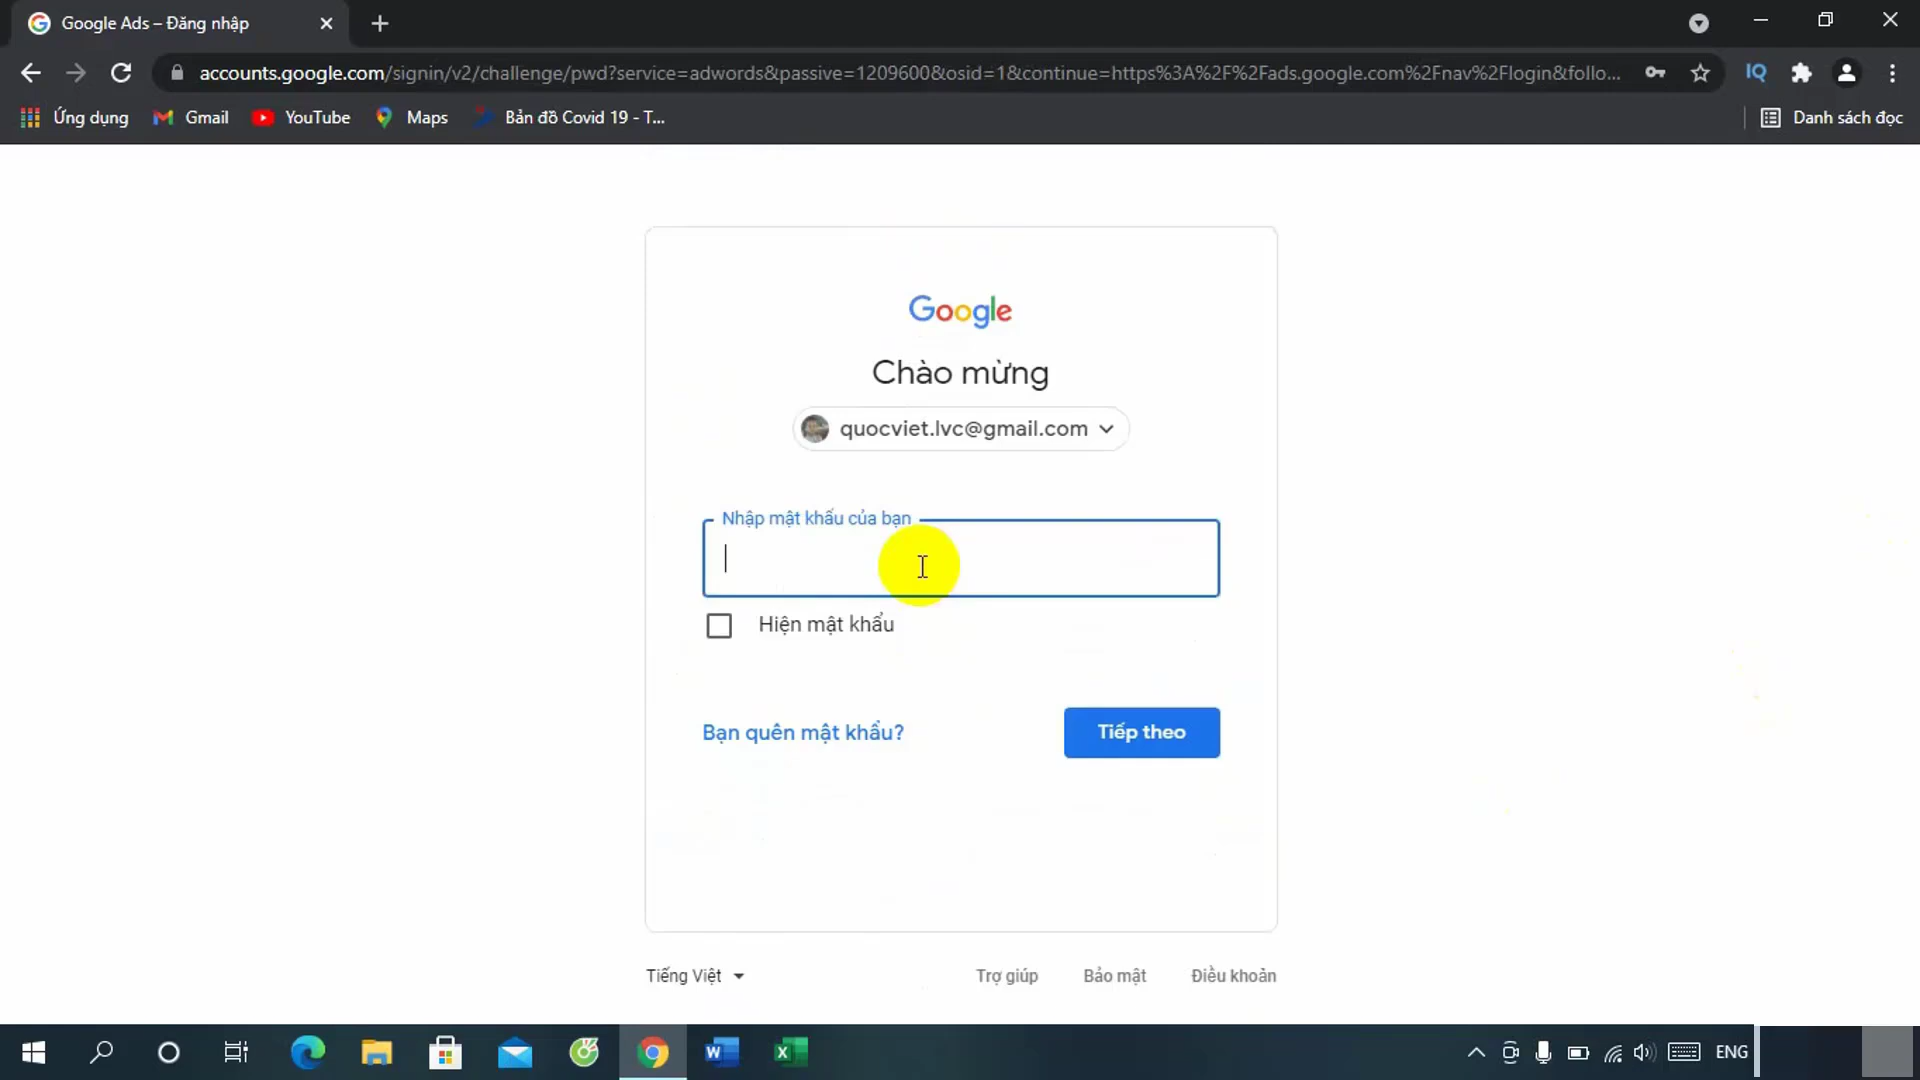 Google Ads – Đăng nhập
accounts.google.com/signin/v2/challenge/pwd?service=adwords&passive=1209600&osid=1&continue=https%3A%2F%2Fads.google.com%2Fnav%2Flogin&follo...
IQ
Ứng dụng
Gmail
YouTube
Maps
Bản đồ Covid 19 - T...
Danh sách đọc
Google
Chào mừng
quocviet.lvc@gmail.com
Nhập mật khẩu của bạn
Hiện mật khẩu
Bạn quên mật khẩu?
Tiếp theo
Tiếng Việt
Trợ giúp
Bảo mật
Điều khoản
ENG